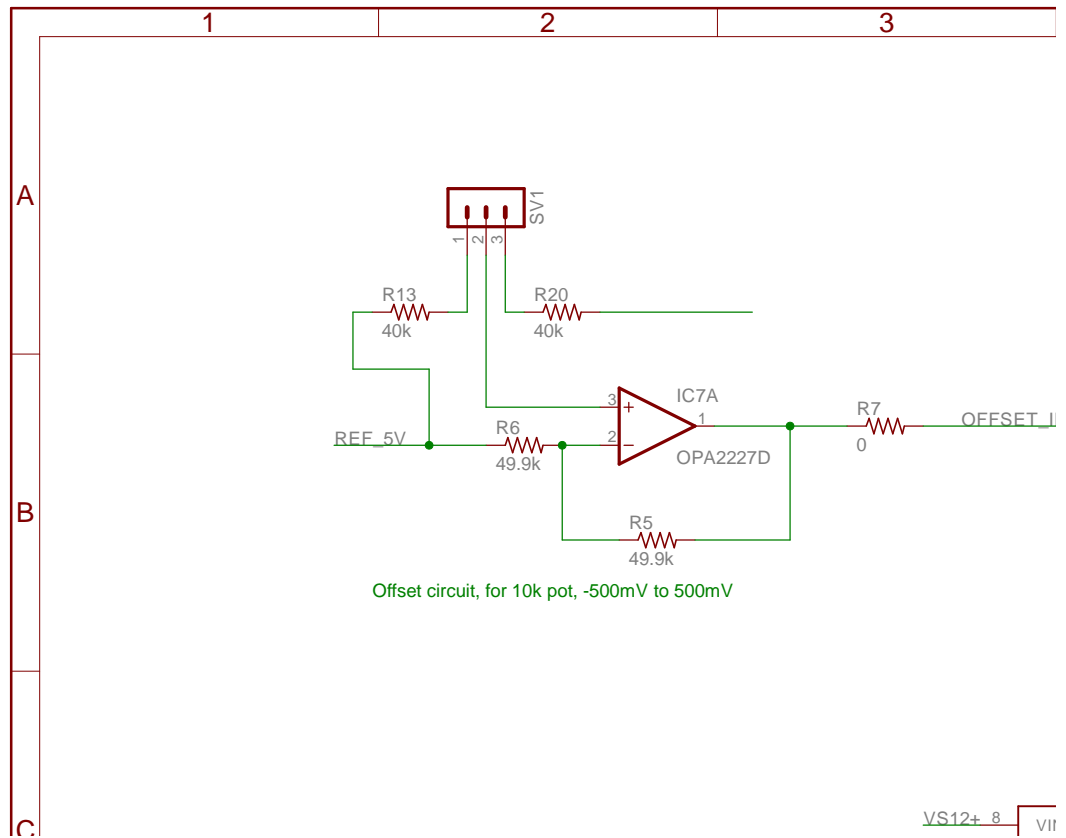 1 2 3
A
SV1
1 2 3
R13 R20
40k 40k
IC7A
3 +
1
REF_5V
R6
2 −
R7
OFFSET_I
49.9k
OPA2227D
0
B
R5
49.9k
Offset circuit, for 10k pot, -500mV to 500mV
C
VS12+ 8
VI